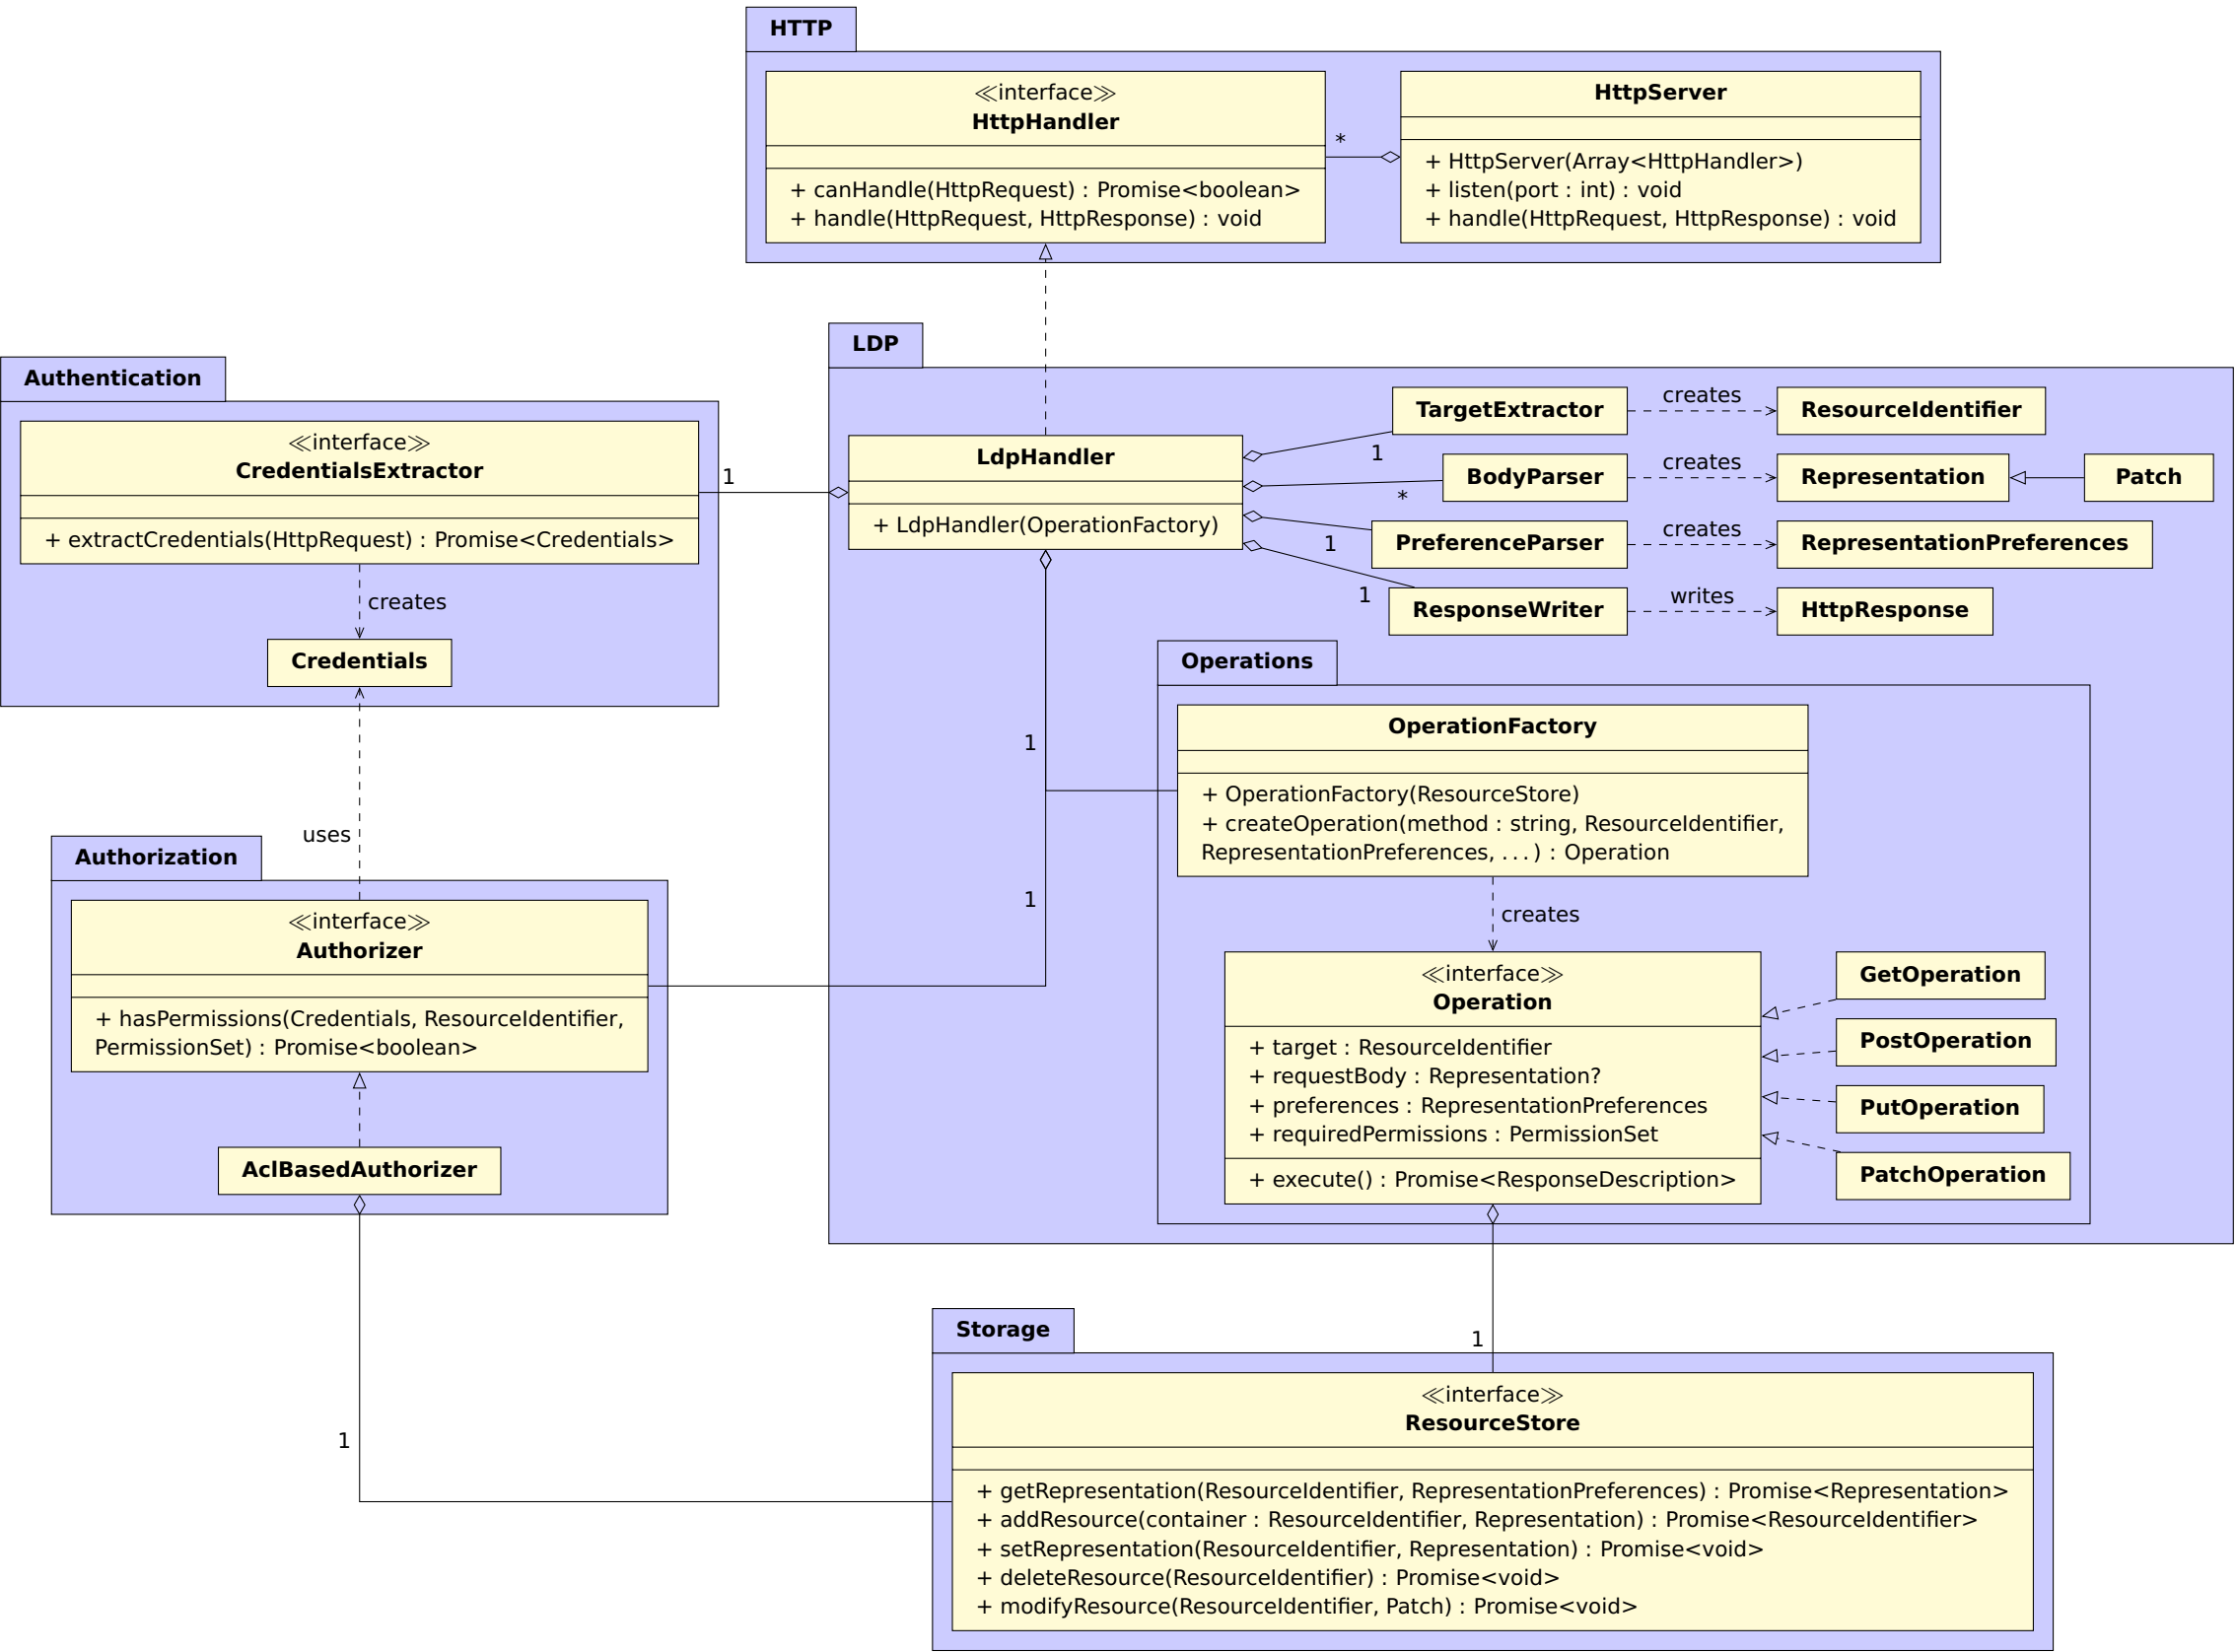 HTTP
≪interface≫
HttpHandler
+ canHandle(HttpRequest) : Promise<boolean>
+ handle(HttpRequest, HttpResponse) : void
*
HttpServer
+ HttpServer(Array<HttpHandler>)
+ listen(port : int) : void
+ handle(HttpRequest, HttpResponse) : void
Authentication
≪interface≫
CredentialsExtractor
+ extractCredentials(HttpRequest) : Promise<Credentials>
creates
Credentials
1
LDP
LdpHandler
+ LdpHandler(OperationFactory)
1
TargetExtractor
creates
ResourceIdentifier
*
BodyParser
creates
Representation
Patch
1
PreferenceParser
creates
RepresentationPreferences
1
ResponseWriter
writes
HttpResponse
Operations
1
OperationFactory
+ OperationFactory(ResourceStore)
+ createOperation(method : string, ResourceIdentifier,
RepresentationPreferences, ...) : Operation
creates
≪interface≫
Operation
+ target : ResourceIdentifier
+ requestBody : Representation?
+ preferences : RepresentationPreferences
+ requiredPermissions : PermissionSet
+ execute() : Promise<ResponseDescription>
GetOperation
PostOperation
PutOperation
PatchOperation
uses
1
Authorization
≪interface≫
Authorizer
+ hasPermissions(Credentials, ResourceIdentifier,
PermissionSet) : Promise<boolean>
AclBasedAuthorizer
1
1
Storage
≪interface≫
ResourceStore
+ getRepresentation(ResourceIdentifier, RepresentationPreferences) : Promise<Representation>
+ addResource(container : ResourceIdentifier, Representation) : Promise<ResourceIdentifier>
+ setRepresentation(ResourceIdentifier, Representation) : Promise<void>
+ deleteResource(ResourceIdentifier) : Promise<void>
+ modifyResource(ResourceIdentifier, Patch) : Promise<void>